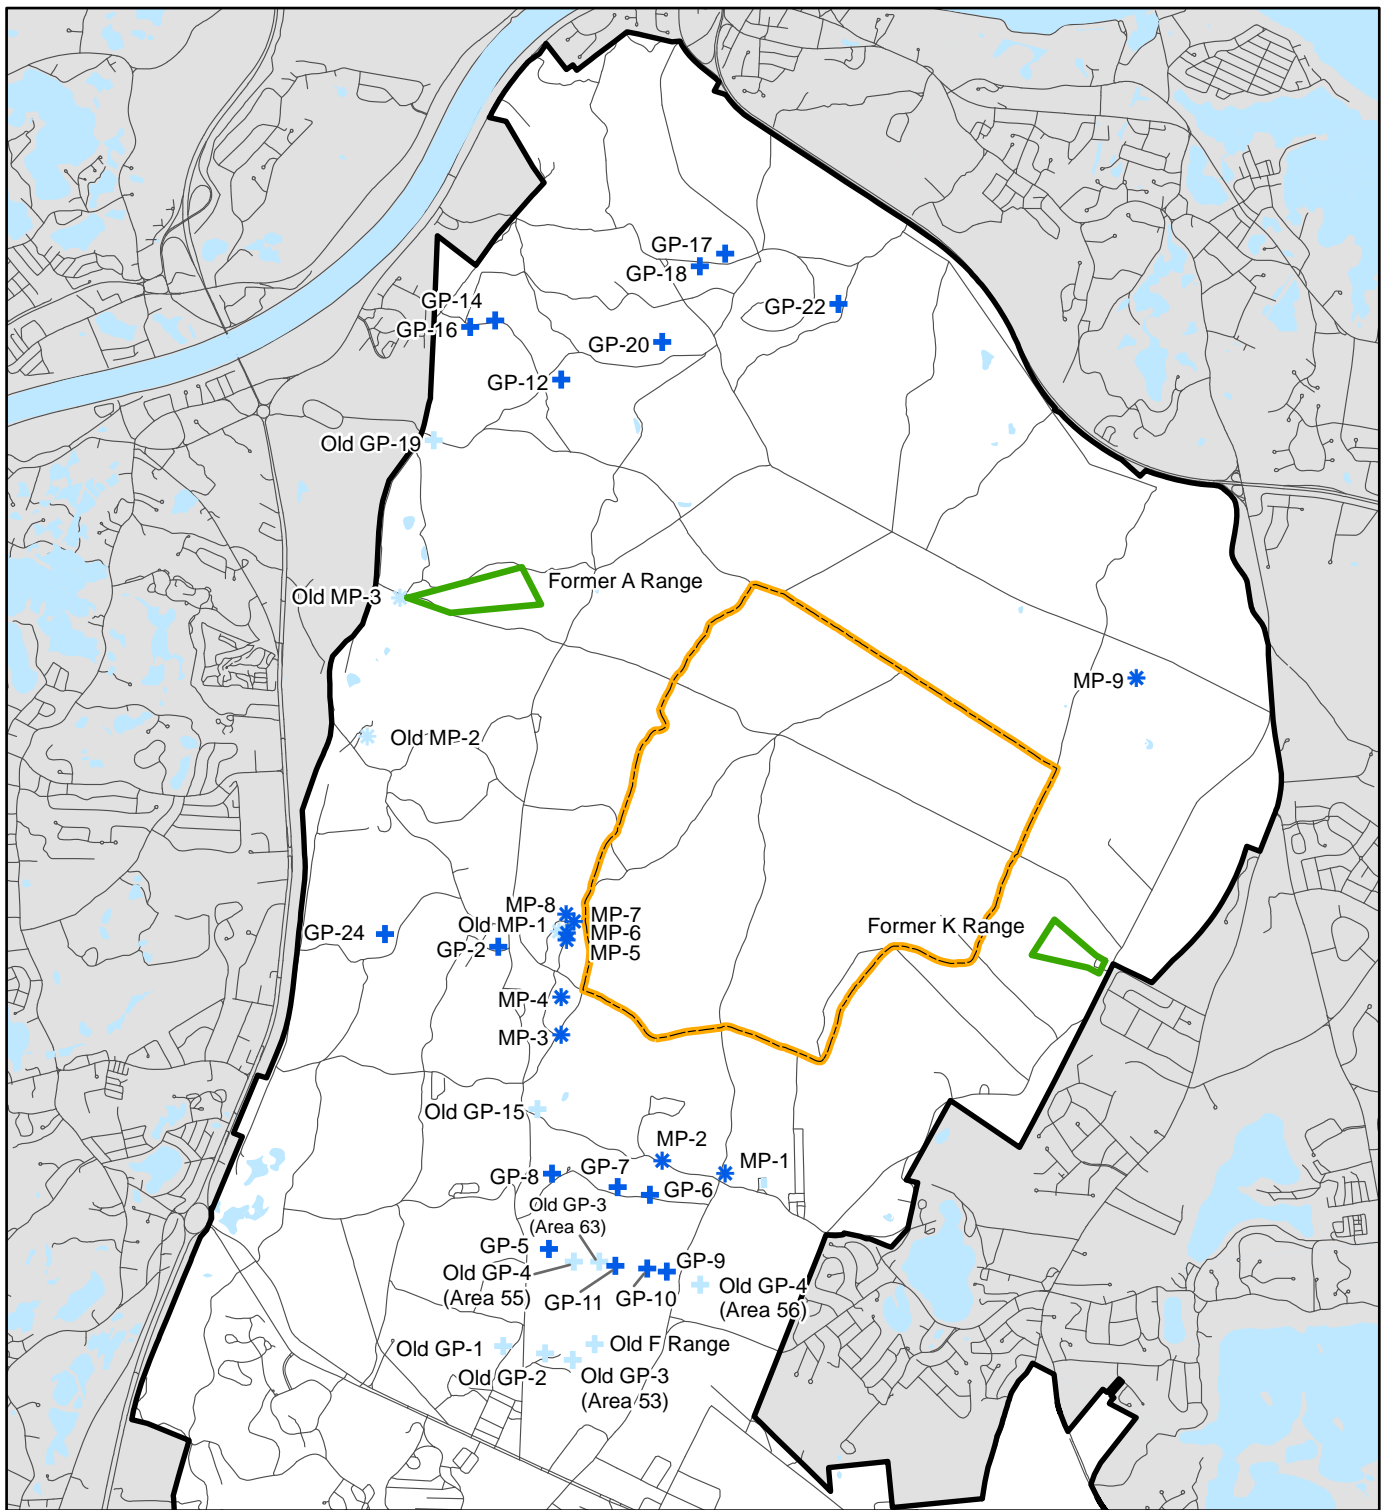 GP-17
GP-18
GP-14
GP-22
GP-16
GP-20
GP-12
Old GP-19
Former A Range
Old MP-3
MP-9
Old MP-2
MP-8
MP-7
Old MP-1
Former K Range
GP-24
MP-6
GP-2
MP-5
MP-4
MP-3
Old GP-15
MP-2
MP-1
GP-7
GP-8
GP-6
Old GP-3
(Area 63)
GP-5
GP-9
Old GP-4
(Area 55)
Old GP-4
(Area 56)
GP-10
GP-11
Old F Range
Old GP-1
Old GP-2
Old GP-3
(Area 53)